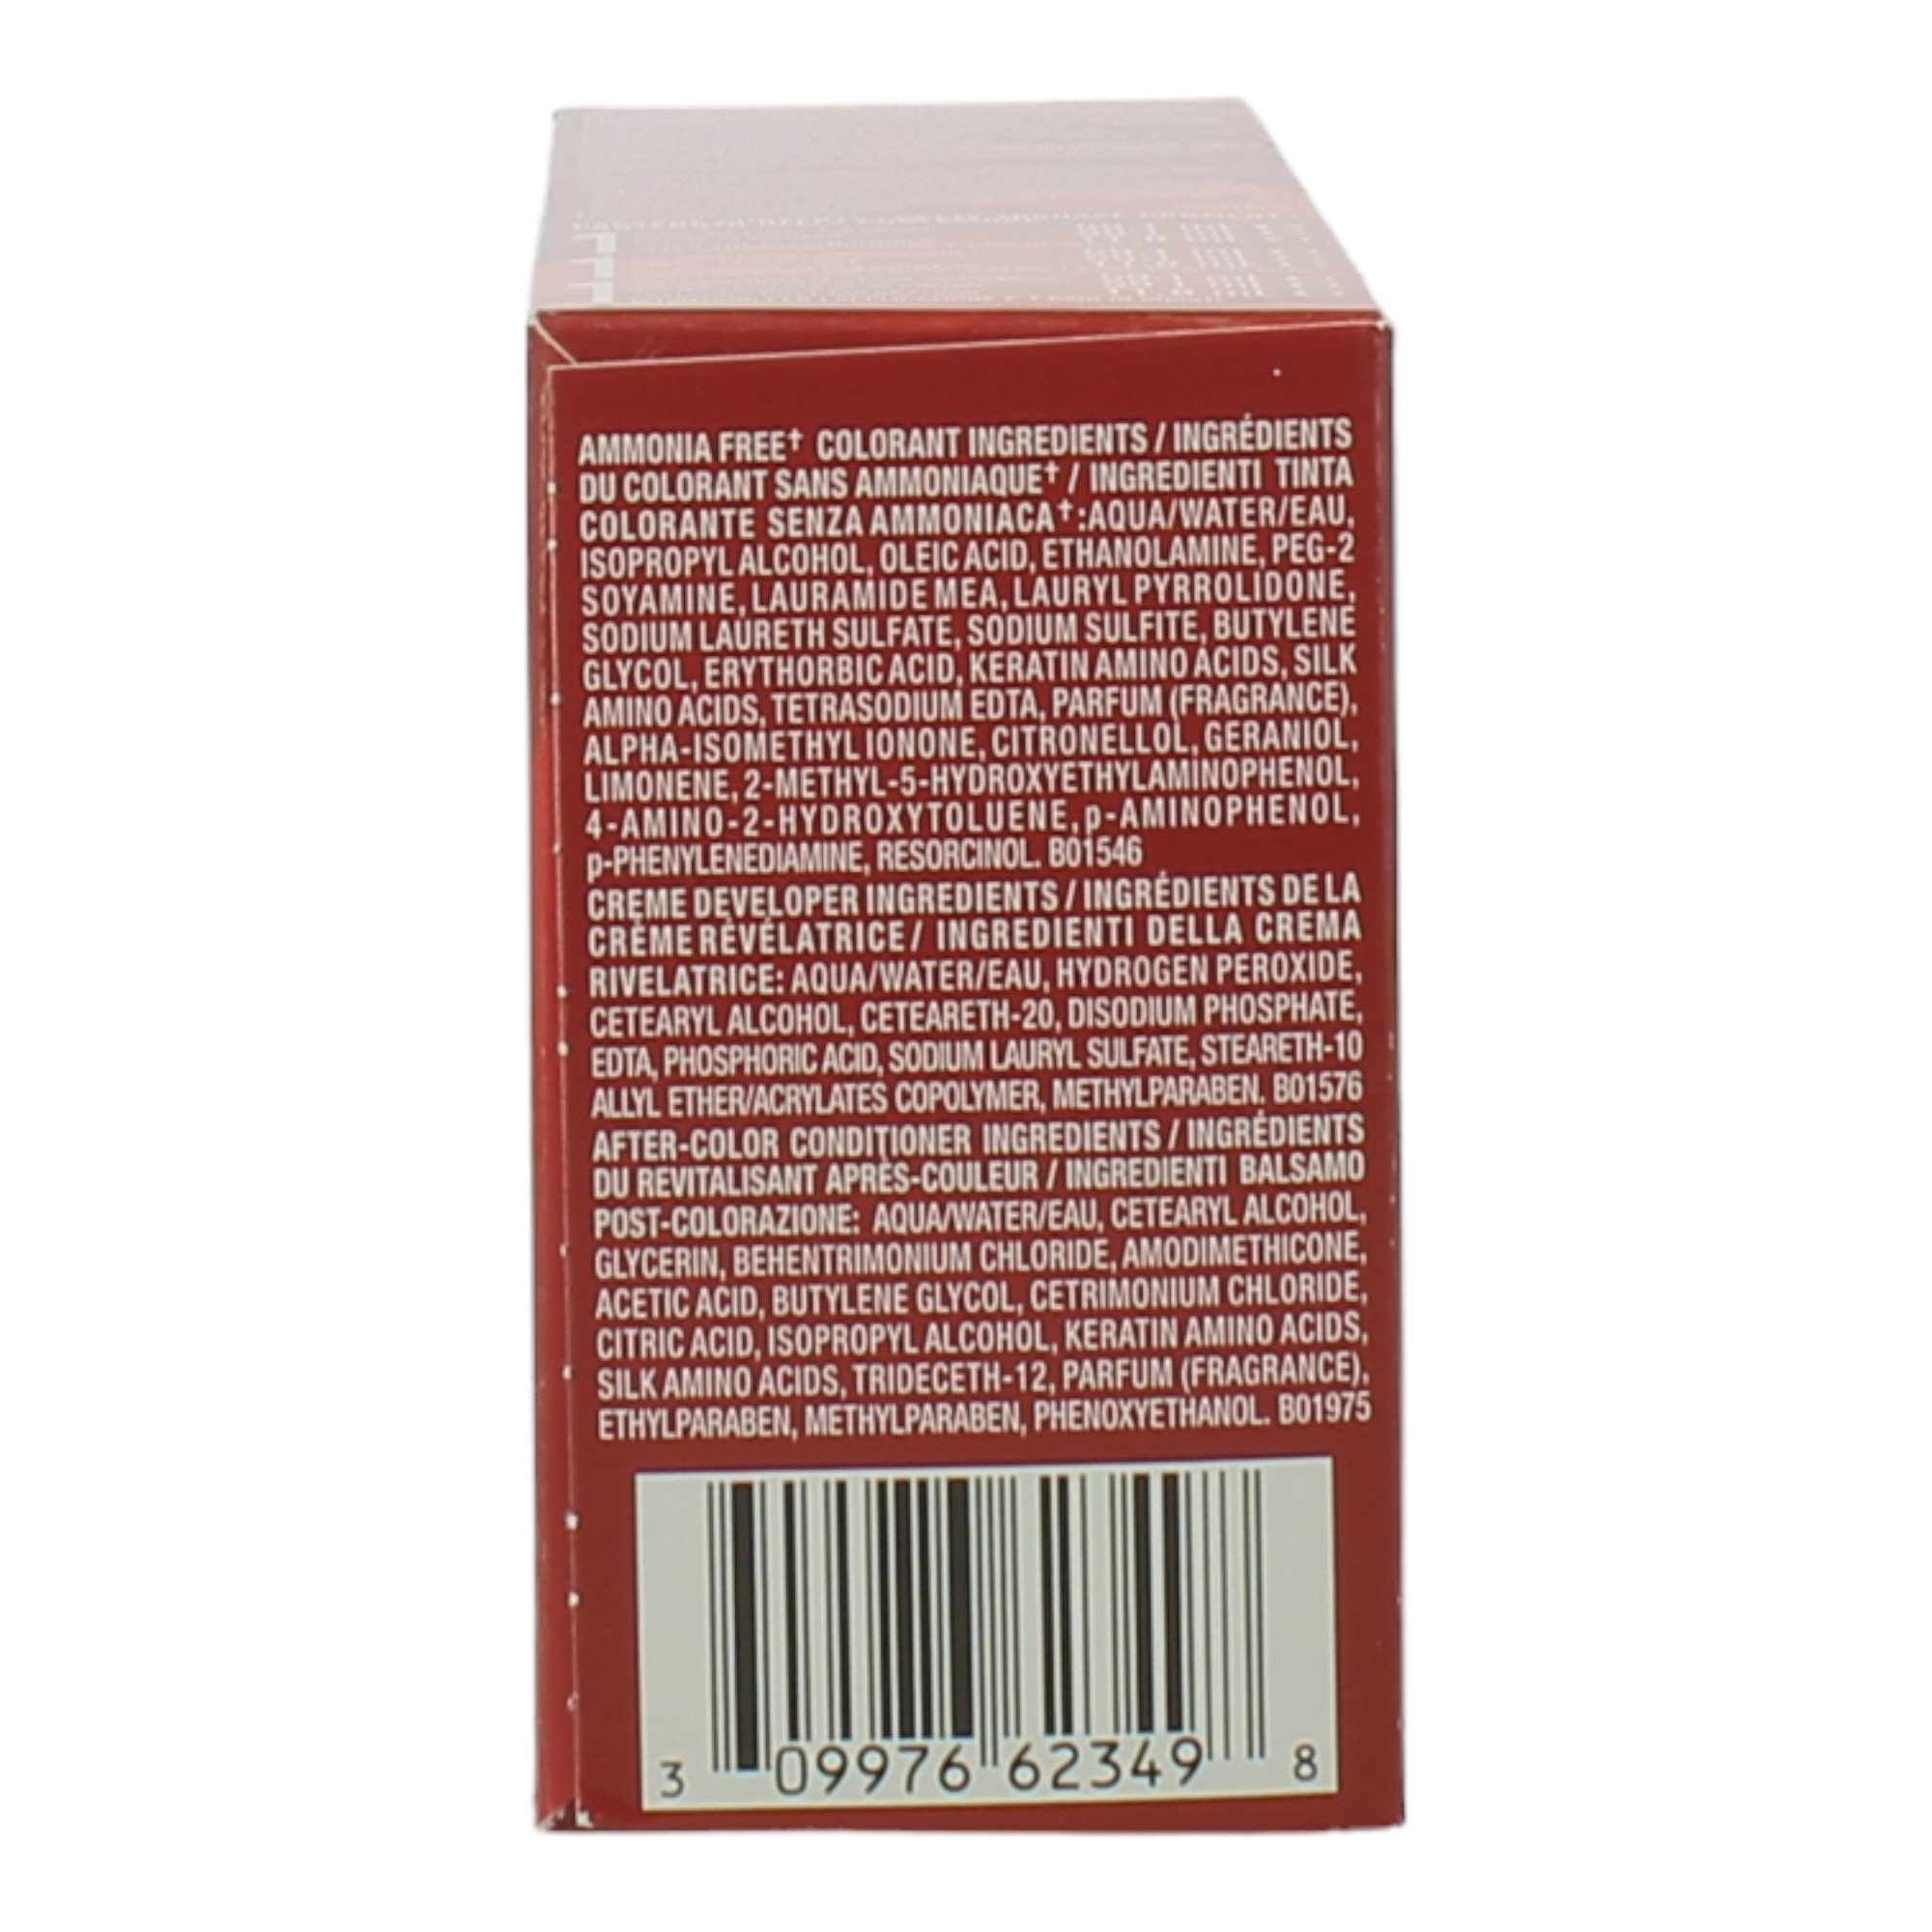 AMMONIA FREE† COLORANT INGREDIENTS / INGRÉDIENTS
DU COLORANT SANS AMMONIAQUE† / INGREDIENTI TINTA
COLORANTE SENZA AMMONIACA†:AQUA/WATER/EAU,
ISOPROPYL ALCOHOL, OLEIC ACID, ETHANOLAMINE, PEG-2
SOYAMINE, LAURAMIDE MEA, LAURYL PYRROLIDONE,
SODIUM LAURETH SULFATE, SODIUM SULFITE, BUTYLENE
GLYCOL, ERYTHORBIC ACID, KERATIN AMINO ACIDS, SILK
AMINO ACIDS, TETRASODIUM EDTA, PARFUM (FRAGRANCE),
ALPHA-ISOMETHYL IONONE, CITRONELLOL, GERANIOL,
LIMONENE, 2-METHYL-5-HYDROXYETHYLAMINOPHENOL,
4-AMINO-2-HYDROXYTOLUENE, p-AMINOPHENOL,
p-PHENYLENEDIAMINE, RESORCINOL. B01546
CREME DEVELOPER INGREDIENTS / INGRÉDIENTS DE LA
CRÈME RÉVÉLATRICE / INGREDIENTI DELLA CREMA
RIVELATRICE: AQUA/WATER/EAU, HYDROGEN PEROXIDE,
CETEARYL ALCOHOL, CETEARETH-20, DISODIUM PHOSPHATE,
EDTA, PHOSPHORIC ACID, SODIUM LAURYL SULFATE, STEARETH-10
ALLYL ETHER/ACRYLATES COPOLYMER, METHYLPARABEN. B01576
AFTER-COLOR CONDITIONER INGREDIENTS / INGRÉDIENTS
DU REVITALISANT APRÈS-COULEUR / INGREDIENTI BALSAMO
POST-COLORAZIONE: AQUA/WATER/EAU, CETEARYL ALCOHOL,
GLYCERIN, BEHENTRIMONIUM CHLORIDE, AMODIMETHICONE,
ACETIC ACID, BUTYLENE GLYCOL, CETRIMONIUM CHLORIDE,
CITRIC ACID, ISOPROPYL ALCOHOL, KERATIN AMINO ACIDS,
SILK AMINO ACIDS, TRIDECETH-12, PARFUM (FRAGRANCE),
ETHYLPARABEN, METHYLPARABEN, PHENOXYETHANOL. B01975
3 09976 62349 8